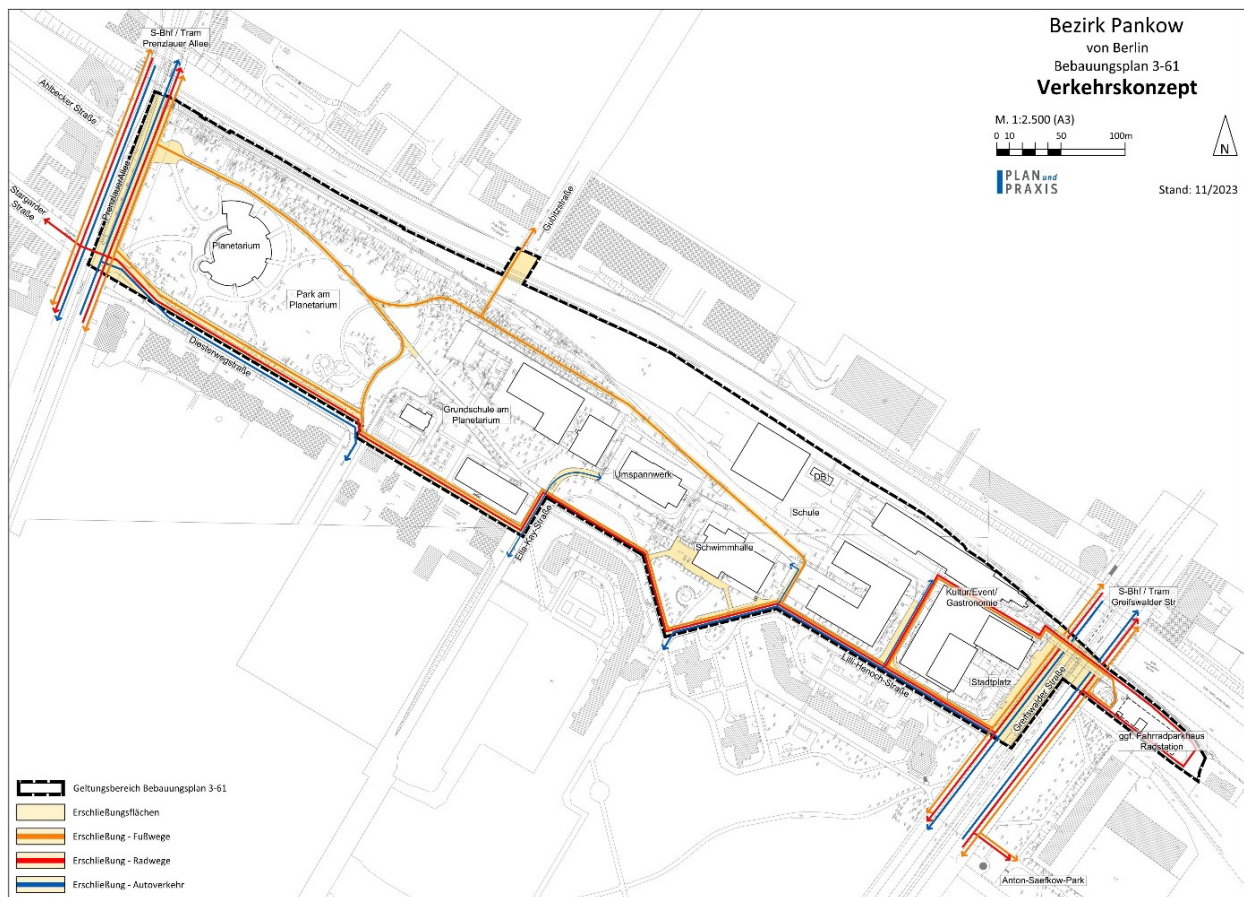 Bezirk Pankow
von Berlin
Bebauungsplan 3-61
Verkehrskonzept
M. 1:2.500 (A3)
0 10 50 100m
N
PLAN und
PRAXIS
Stand: 11/2023
S-Bhf / Tram
Prenzlauer Allee
Ahlbecker Straße
Prenzlauer Allee
Stargarder
Straße
Gubitzstraße
Planetarium
Park am
Planetarium
Diesterwegstraße
Grundschule am
Planetarium
Umspannwerk
DB
Schule
Ella-Kay-Straße
Schwimmhalle
Kultur/Event/
Gastronomie
S-Bhf / Tram
Greifswalder Str
Lilli-Henoch-Straße
Stadtplatz
Greifswalder Straße
ggf. Fahrradparkhaus
Radstation
Anton-Saefkow-Park
Geltungsbereich Bebauungsplan 3-61
Erschließungsflächen
Erschließung - Fußwege
Erschließung - Radwege
Erschließung - Autoverkehr